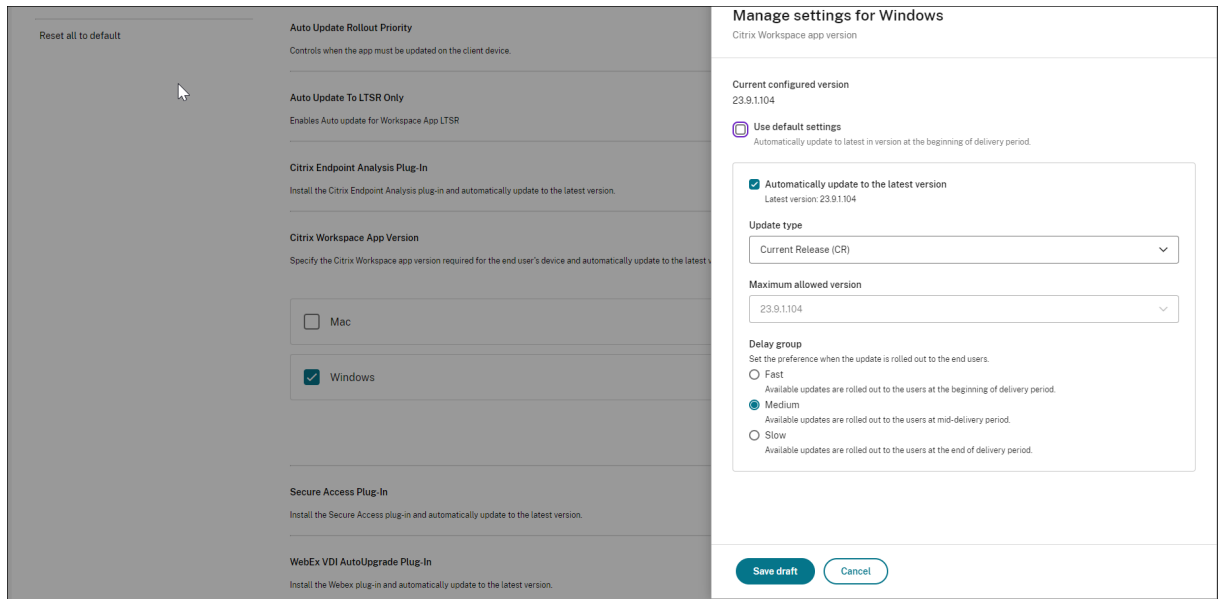 Reset all to default
Auto Update Rollout Priority
Controls when the app must be updated on the client device.
Auto Update To LTSR Only
Enables Auto update for Workspace App LTSR
Citrix Endpoint Analysis Plug-In
Install the Citrix Endpoint Analysis plug-in and automatically update to the latest version.
Citrix Workspace App Version
Specify the Citrix Workspace app version required for the end user's device and automatically update to the latest v
Mac
Windows
Secure Access Plug-In
Install the Secure Access plug-in and automatically update to the latest version.
WebEx VDI AutoUpgrade Plug-In
Install the Webex plug-in and automatically update to the latest version.
Manage settings for Windows
Citrix Workspace app version
Current configured version
23.9.1.104
Use default settings
Automatically update to latest in version at the beginning of delivery period.
Automatically update to the latest version
Latest version: 23.9.1.104
Update type
Current Release (CR)
Maximum allowed version
23.9.1.104
Delay group
Set the preference when the update is rolled out to the end users.
Fast
Available updates are rolled out to the users at the beginning of delivery period.
Medium
Available updates are rolled out to the users at mid-delivery period.
Slow
Available updates are rolled out to the users at the end of delivery period.
Save draft
Cancel